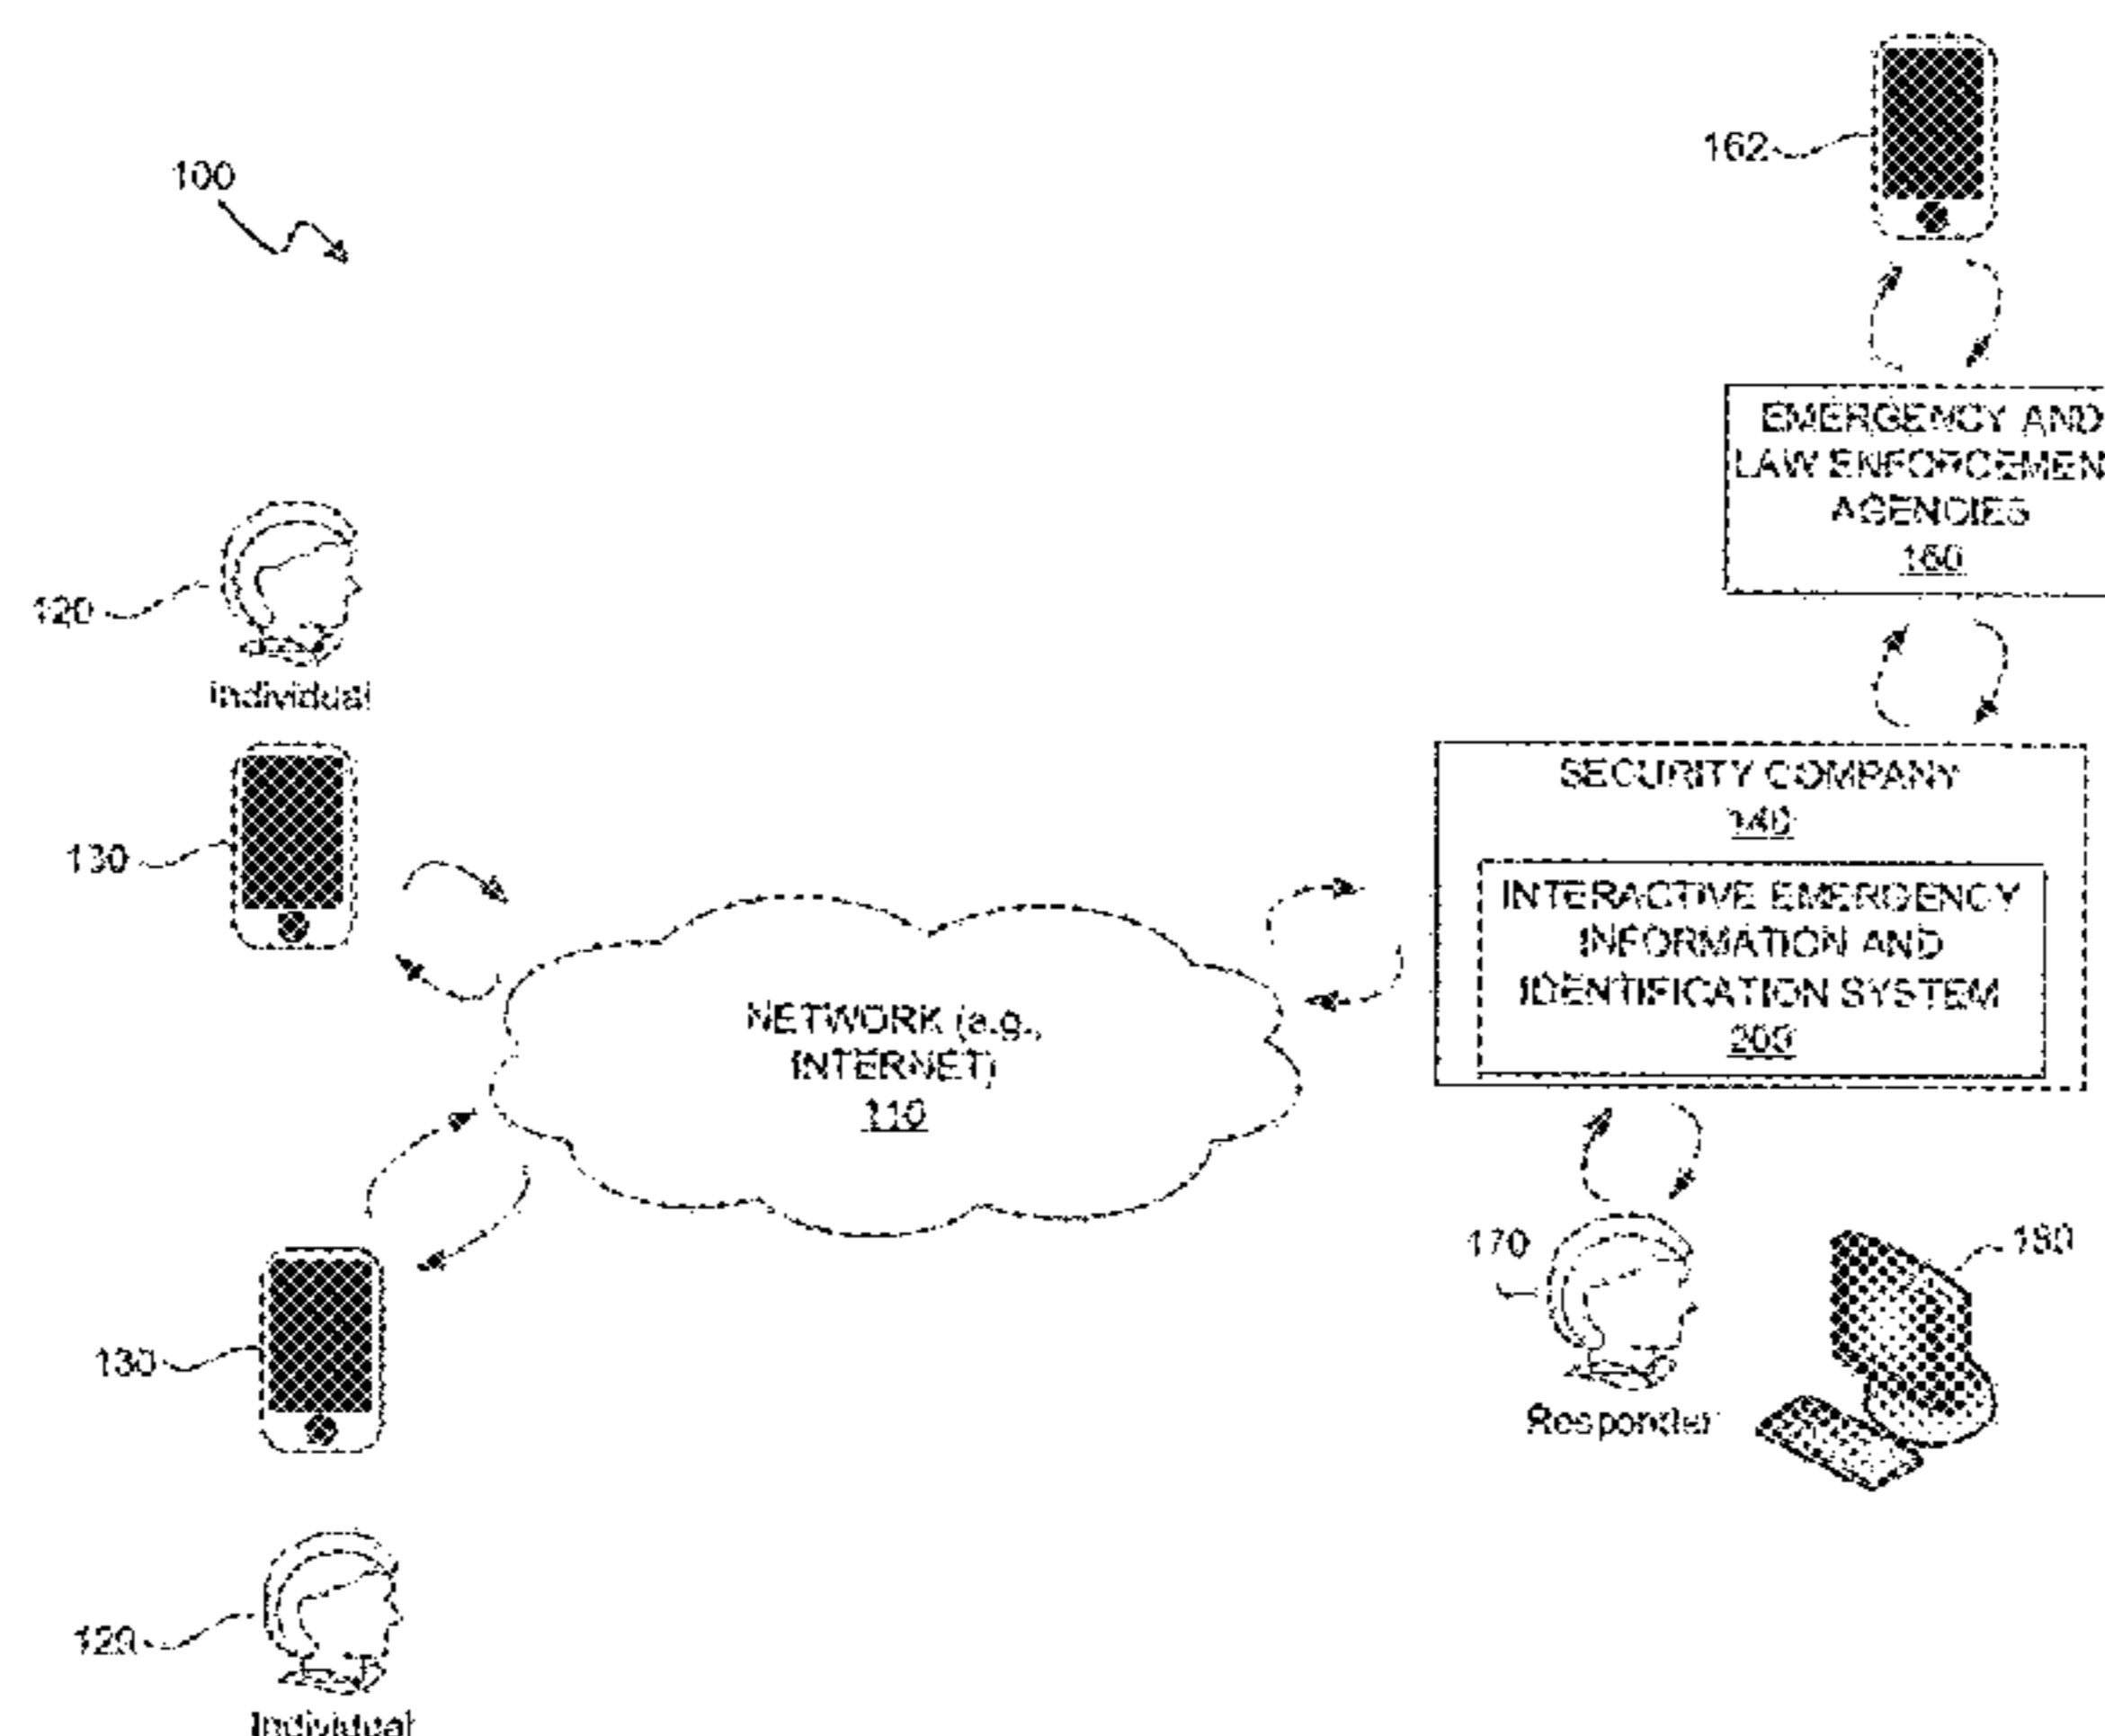 100
162
EMERGENCY AND
LAW ENFORCEMEN
AGENCIES
160
120
Individual
130
SECURITY COMPANY
140
INTERACTIVE EMERGENCY
INFORMATION AND
IDENTIFICATION SYSTEM
200
NETWORK (e.g.,
INTERNET)
110
170
180
Responder
130
120
Individual